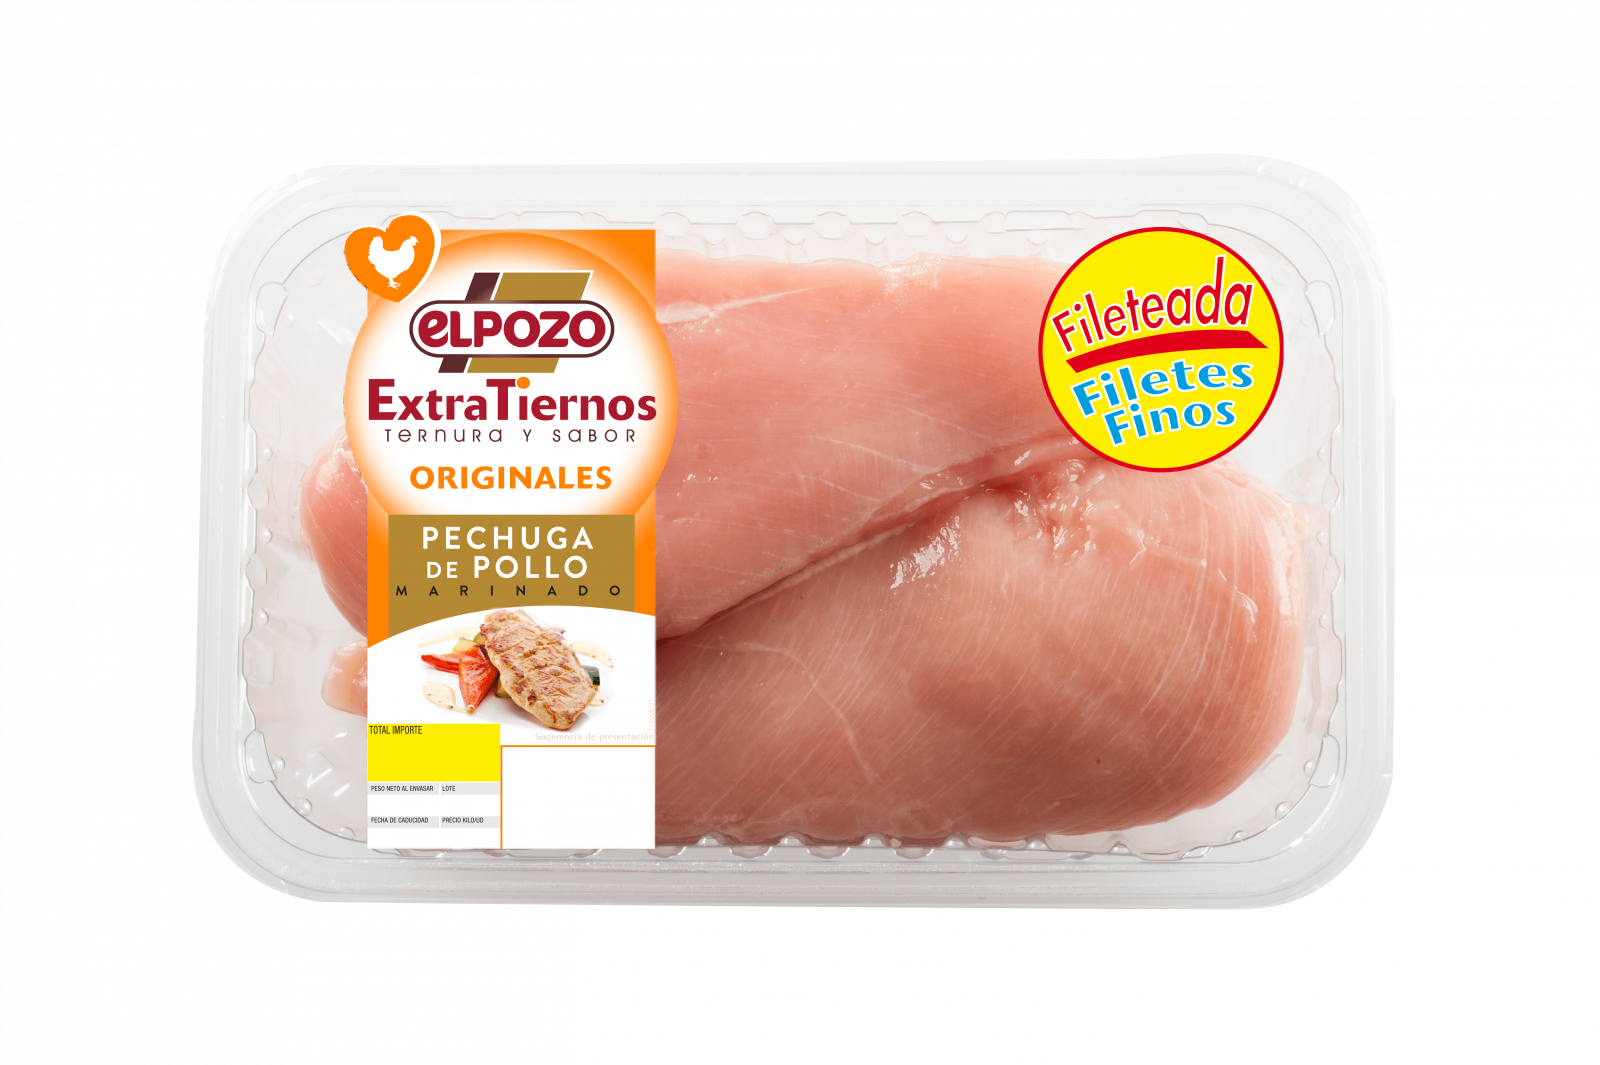 ELPOZO
ExtraTiernos
TERNURA Y SABOR
ORIGINALES
PECHUGA
DE POLLO
MARINADO
Sugerencia de presentación
TOTAL IMPORTE
PESO NETO AL ENVASAR LOTE
FECHA DE CADUCIDAD PRECIO KILO/UD
Fileteada
Filetes
Finos